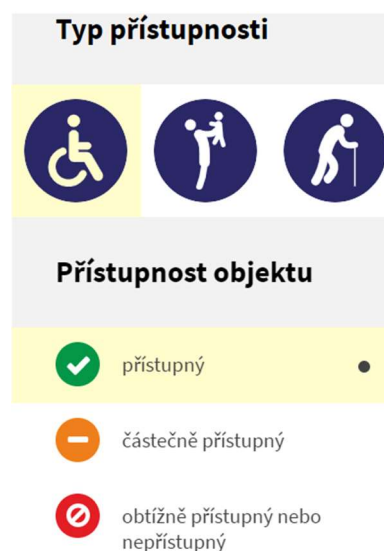 Typ přístupnosti
Přístupnost objektu
přístupný
částečně přístupný
obtížně přístupný nebo
nepřístupný